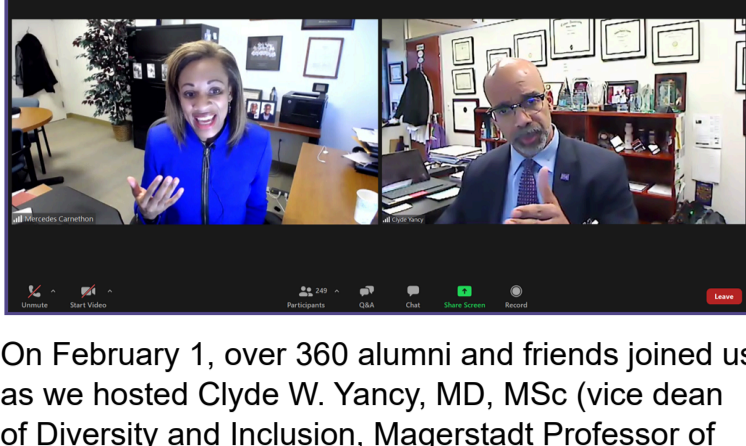 Mercedes Carnethon
Clyde Yancy
Unmute
Start Video
249
Participants
Q&A
Chat
Share Screen
Record
Leave
On February 1, over 360 alumni and friends joined us
as we hosted Clyde W. Yancy, MD, MSc (vice dean
of Diversity and Inclusion, Magerstadt Professor of